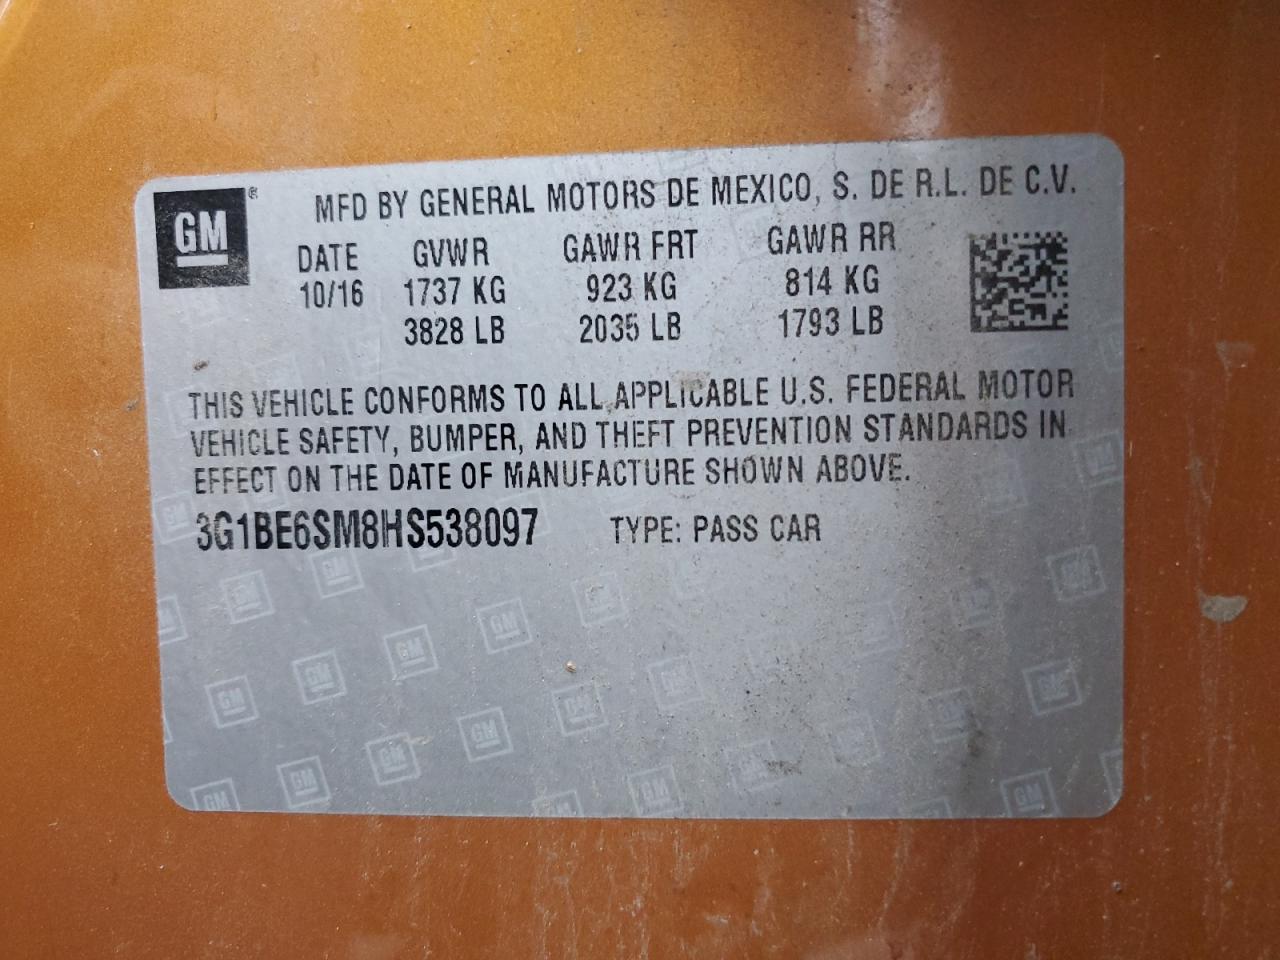 GM ®
MFD BY GENERAL MOTORS DE MEXICO, S. DE R.L. DE C.V.
DATE GVWR GAWR FRT GAWR RR
10/16 1737 KG 923 KG 814 KG
3828 LB 2035 LB 1793 LB
THIS VEHICLE CONFORMS TO ALL APPLICABLE U.S. FEDERAL MOTOR
VEHICLE SAFETY, BUMPER, AND THEFT PREVENTION STANDARDS IN
EFFECT ON THE DATE OF MANUFACTURE SHOWN ABOVE.
3G1BE6SM8HS538097 TYPE: PASS CAR